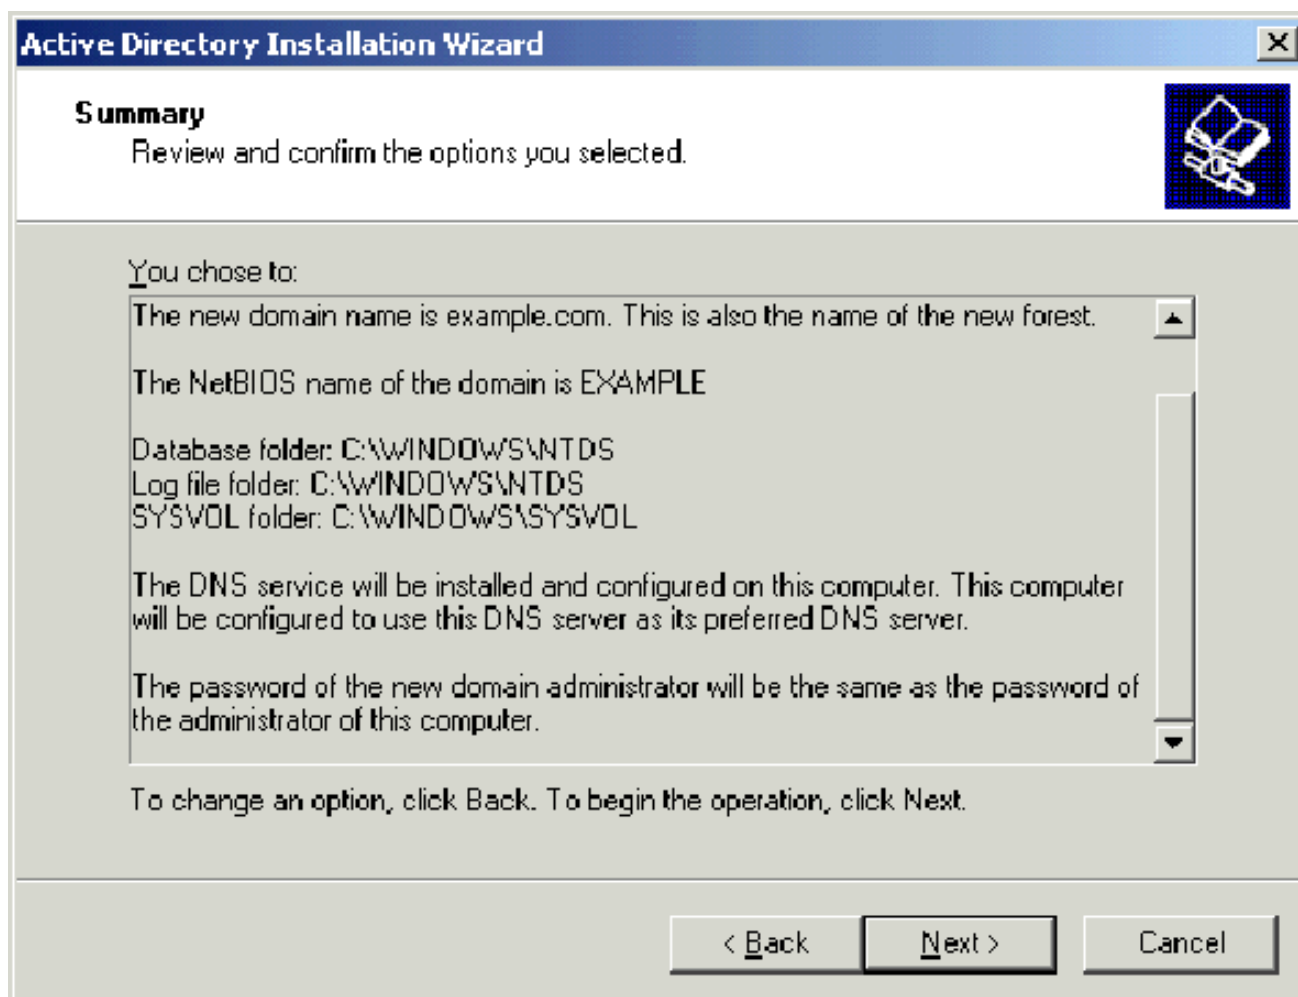 Active Directory Installation Wizard
Summary
Review and confirm the options you selected.
You chose to:
The new domain name is example.com. This is also the name of the new forest.
The NetBIOS name of the domain is EXAMPLE
Database folder: C:\WINDOWS\NTDS
Log file folder: C:\WINDOWS\NTDS
SYSVOL folder: C:\WINDOWS\SYSVOL
The DNS service will be installed and configured on this computer. This computer
will be configured to use this DNS server as its preferred DNS server.
The password of the new domain administrator will be the same as the password of
the administrator of this computer.
To change an option, click Back. To begin the operation, click Next.
< Back Next > Cancel